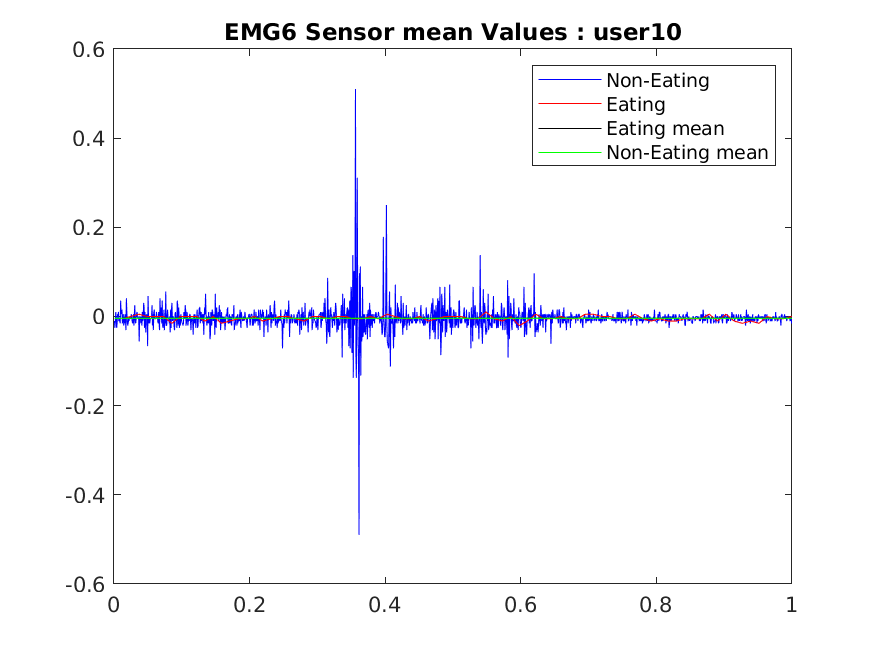 EMG6 Sensor mean Values : user10
0.6
Non-Eating
Eating
Eating mean
Non-Eating mean
0.4
0.2
0
-0.2
-0.4
-0.6
0 0.2 0.4 0.6 0.8 1